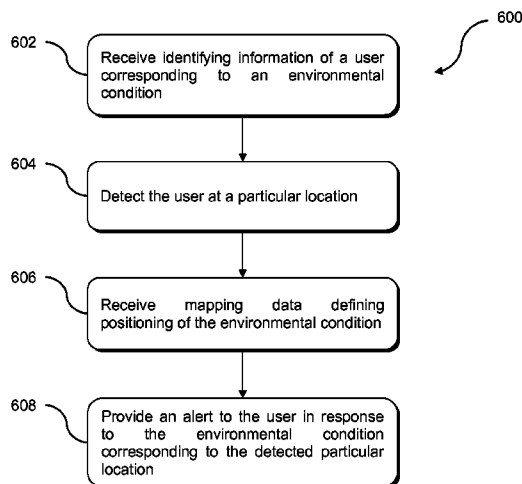 600
602
Receive identifying information of a user
corresponding to an environmental
condition
604
Detect the user at a particular location
606
Receive mapping data defining
positioning of the environmental condition
608
Provide an alert to the user in response
to the environmental condition
corresponding to the detected particular
location